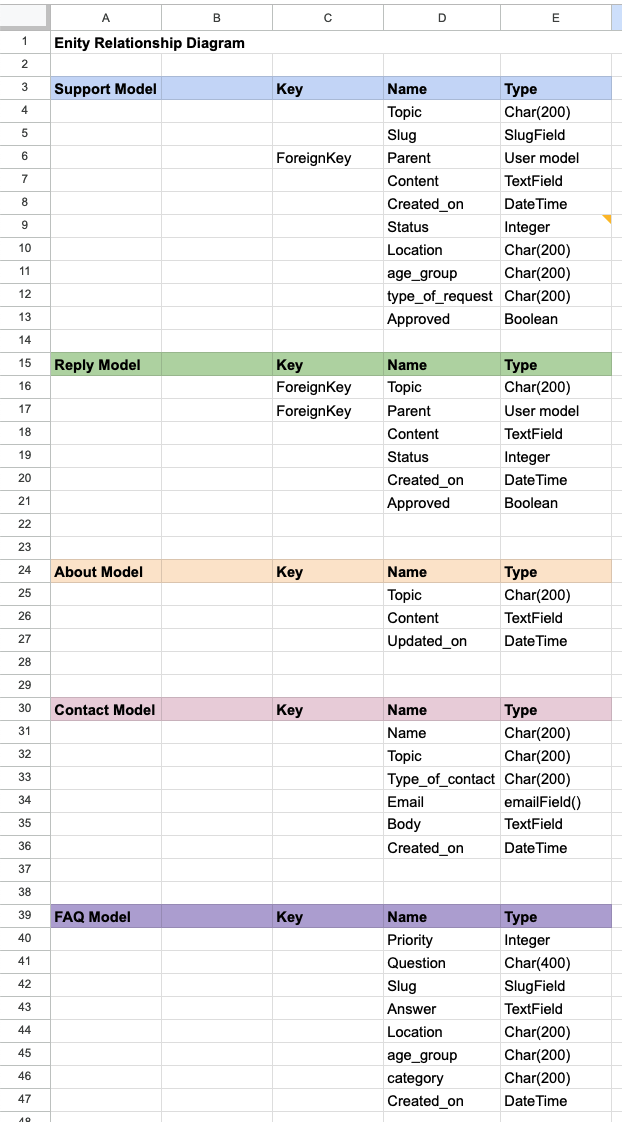 A B C D E
1 Enity Relationship Diagram
2
3 Support Model Key Name Type
4 Topic Char(200)
5 Slug SlugField
6 ForeignKey Parent User model
7 Content TextField
8 Created_on DateTime
9 Status Integer
10 Location Char(200)
11 age_group Char(200)
12 type_of_request Char(200)
13 Approved Boolean
14
15 Reply Model Key Name Type
16 ForeignKey Topic Char(200)
17 ForeignKey Parent User model
18 Content TextField
19 Status Integer
20 Created_on DateTime
21 Approved Boolean
22
23
24 About Model Key Name Type
25 Topic Char(200)
26 Content TextField
27 Updated_on DateTime
28
29
30 Contact Model Key Name Type
31 Name Char(200)
32 Topic Char(200)
33 Type_of_contact Char(200)
34 Email emailField()
35 Body TextField
36 Created_on DateTime
37
38
39 FAQ Model Key Name Type
40 Priority Integer
41 Question Char(400)
42 Slug SlugField
43 Answer TextField
44 Location Char(200)
45 age_group Char(200)
46 category Char(200)
47 Created_on DateTime
48